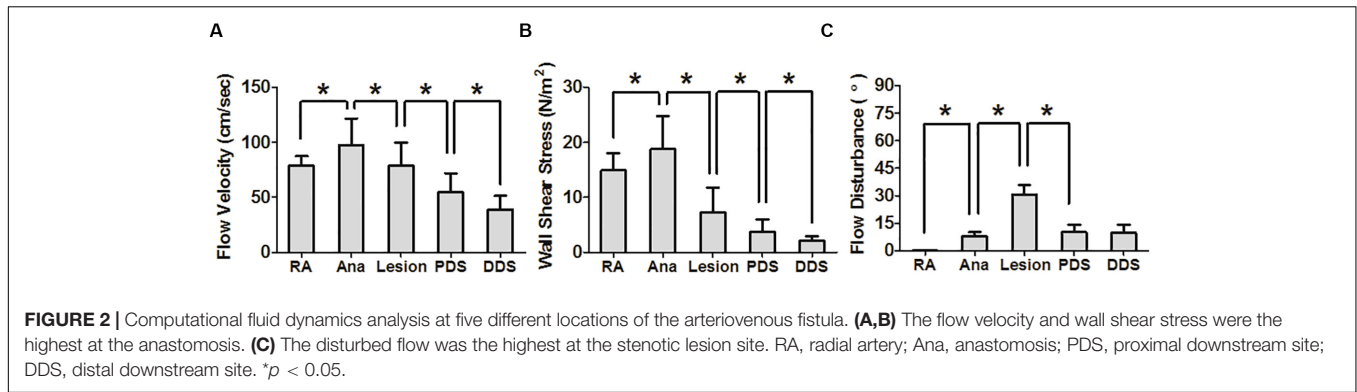 A
B
C
Flow Velocity (cm/sec)
150
100
50
0
* * * *
RA Ana Lesion PDS DDS
Wall Shear Stress (N/m²)
30
20
10
0
* * * *
RA Ana Lesion PDS DDS
Flow Disturbance ( ° )
90
75
60
45
30
15
0
* * *
RA Ana Lesion PDS DDS
FIGURE 2 | Computational fluid dynamics analysis at five different locations of the arteriovenous fistula. (A,B) The flow velocity and wall shear stress were the
highest at the anastomosis. (C) The disturbed flow was the highest at the stenotic lesion site. RA, radial artery; Ana, anastomosis; PDS, proximal downstream site;
DDS, distal downstream site. *p < 0.05.